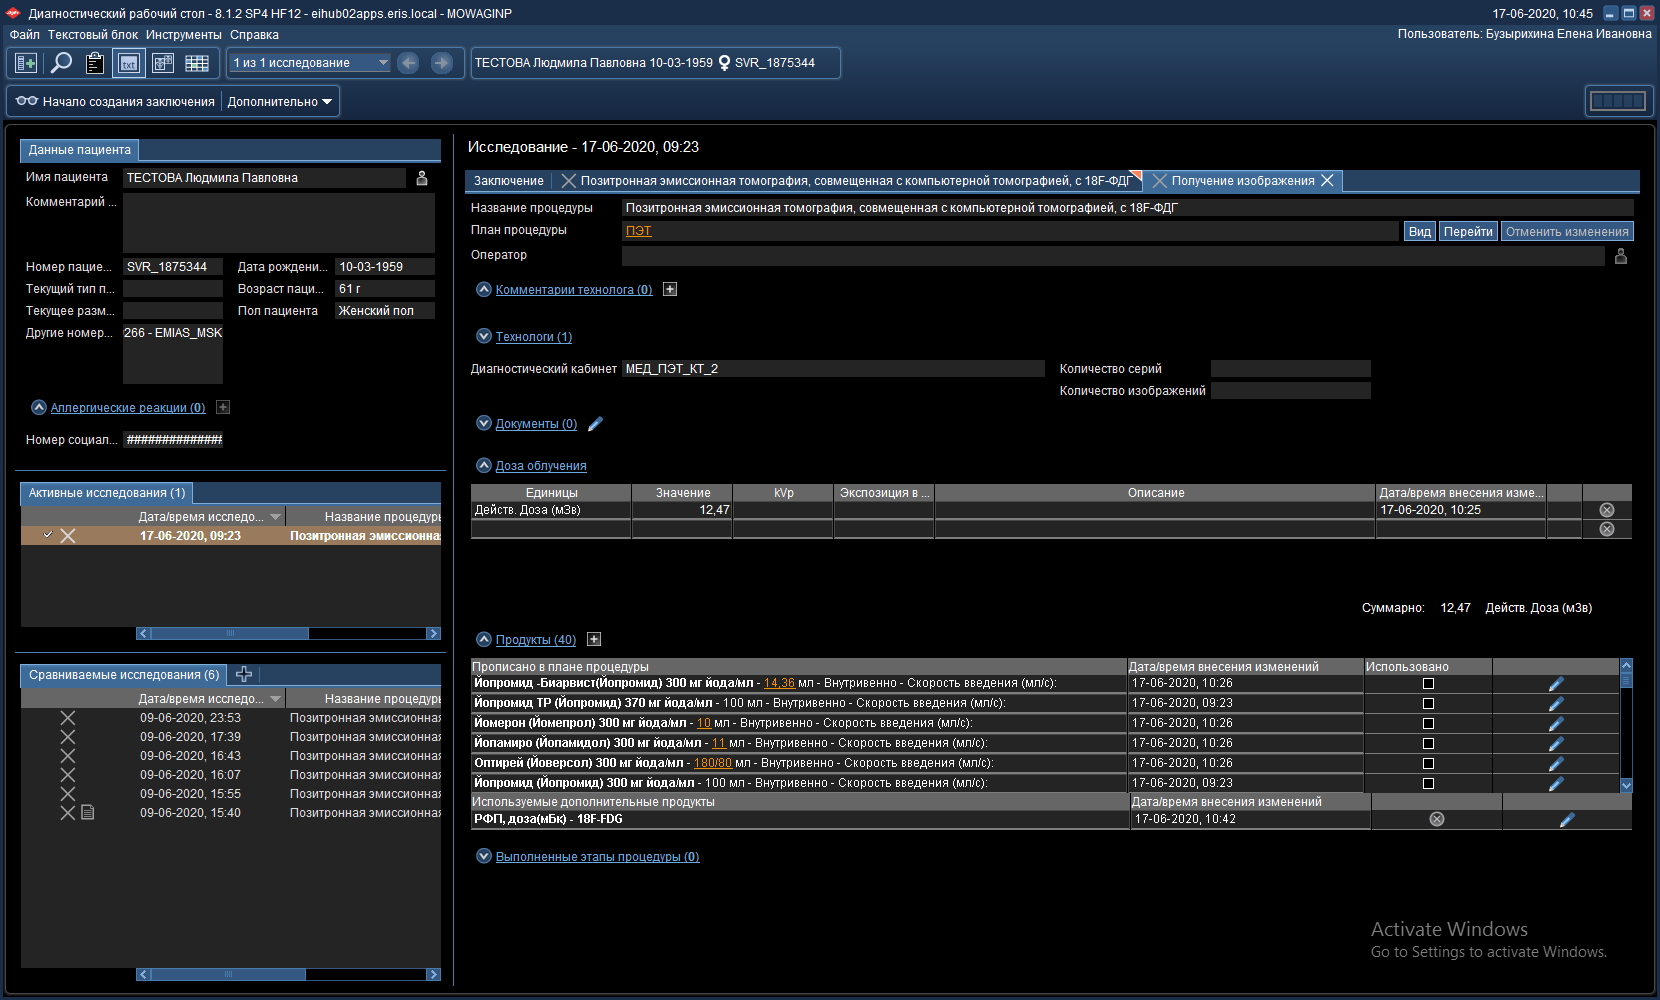 Диагностический рабочий стол - 8.1.2 SP4 HF12 - eihub02apps.eris.local - MOWAGINP
17-06-2020, 10:45
Файл Текстовый блок Инструменты Справка
Пользователь: Бузырихина Елена Ивановна
txt
1 из 1 исследование
ТЕСТОВА Людмила Павловна 10-03-1959 ♀ SVR_1875344
Начало создания заключения
Дополнительно
Данные пациента
Имя пациента ТЕСТОВА Людмила Павловна
Комментарий ...
Номер пацие... SVR_1875344 Дата рождени... 10-03-1959
Текущий тип п... Возраст паци... 61 г
Текущее разм... Пол пациента Женский пол
Другие номер... 266 - EMIAS_MSK
Аллергические реакции (0)
Номер социал... ##############
Активные исследования (1)
Дата/время исследо... Название процедуры
17-06-2020, 09:23 Позитронная эмиссионна
Сравниваемые исследования (6)
Дата/время исследо... Название процедуры
09-06-2020, 23:53 Позитронная эмиссионная
09-06-2020, 17:39 Позитронная эмиссионная
09-06-2020, 16:43 Позитронная эмиссионная
09-06-2020, 16:07 Позитронная эмиссионная
09-06-2020, 15:55 Позитронная эмиссионная
09-06-2020, 15:40 Позитронная эмиссионная
Исследование - 17-06-2020, 09:23
Заключение
Позитронная эмиссионная томография, совмещенная с компьютерной томографией, с 18F-ФДГ
Получение изображения
Название процедуры Позитронная эмиссионная томография, совмещенная с компьютерной томографией, с 18F-ФДГ
План процедуры ПЭТ Вид Перейти Отменить изменения
Оператор
Комментарии технолога (0)
Технологи (1)
Диагностический кабинет МЕД_ПЭТ_КТ_2 Количество серий
Количество изображений
Документы (0)
Доза облучения
Единицы Значение kVp Экспозиция в ... Описание Дата/время внесения изме...
Действ. Доза (мЗв) 12,47 17-06-2020, 10:25
Суммарно: 12,47 Действ. Доза (мЗв)
Продукты (40)
Прописано в плане процедуры Дата/время внесения изменений Использовано
Йопромид -Биарвист(Йопромид) 300 мг йода/мл - 14,36 мл - Внутривенно - Скорость введения (мл/с): 17-06-2020, 10:26
Йопромид ТР (Йопромид) 370 мг йода/мл - 100 мл - Внутривенно - Скорость введения (мл/с): 17-06-2020, 09:23
Йомерон (Йомепрол) 300 мг йода/мл - 10 мл - Внутривенно - Скорость введения (мл/с): 17-06-2020, 10:26
Йопамиро (Йопамидол) 300 мг йода/мл - 11 мл - Внутривенно - Скорость введения (мл/с): 17-06-2020, 10:26
Оптирей (Йоверсол) 300 мг йода/мл - 180/80 мл - Внутривенно - Скорость введения (мл/с): 17-06-2020, 10:26
Йопромид (Йопромид) 300 мг йода/мл - 100 мл - Внутривенно - Скорость введения (мл/с): 17-06-2020, 09:23
Используемые дополнительные продукты Дата/время внесения изменений
РФП, доза(мБк) - 18F-FDG 17-06-2020, 10:42
Выполненные этапы процедуры (0)
Activate Windows
Go to Settings to activate Windows.